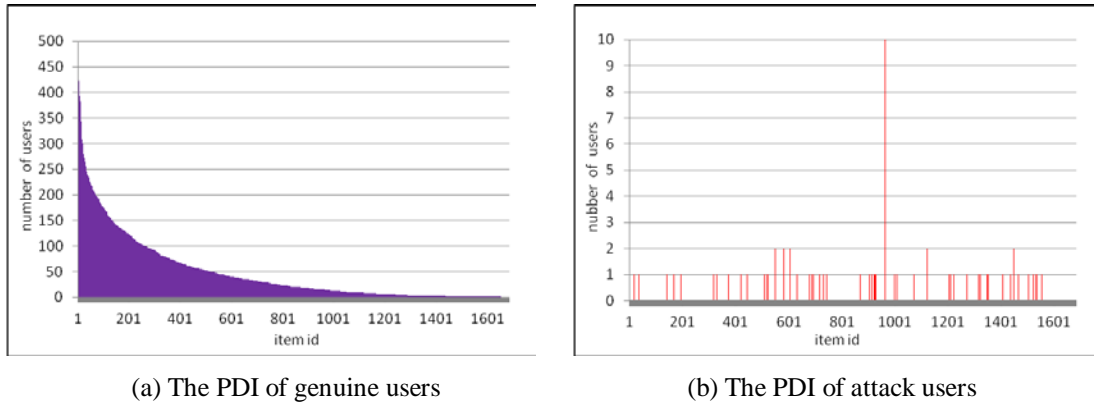 500
450
400
350
300
250
200
150
100
50
0
number of users
1 201 401 601 801 1001 1201 1401 1601
item id
(a) The PDI of genuine users
10
9
8
7
6
5
4
3
2
1
0
nubber of users
1 201 401 601 801 1001 1201 1401 1601
item id
(b) The PDI of attack users